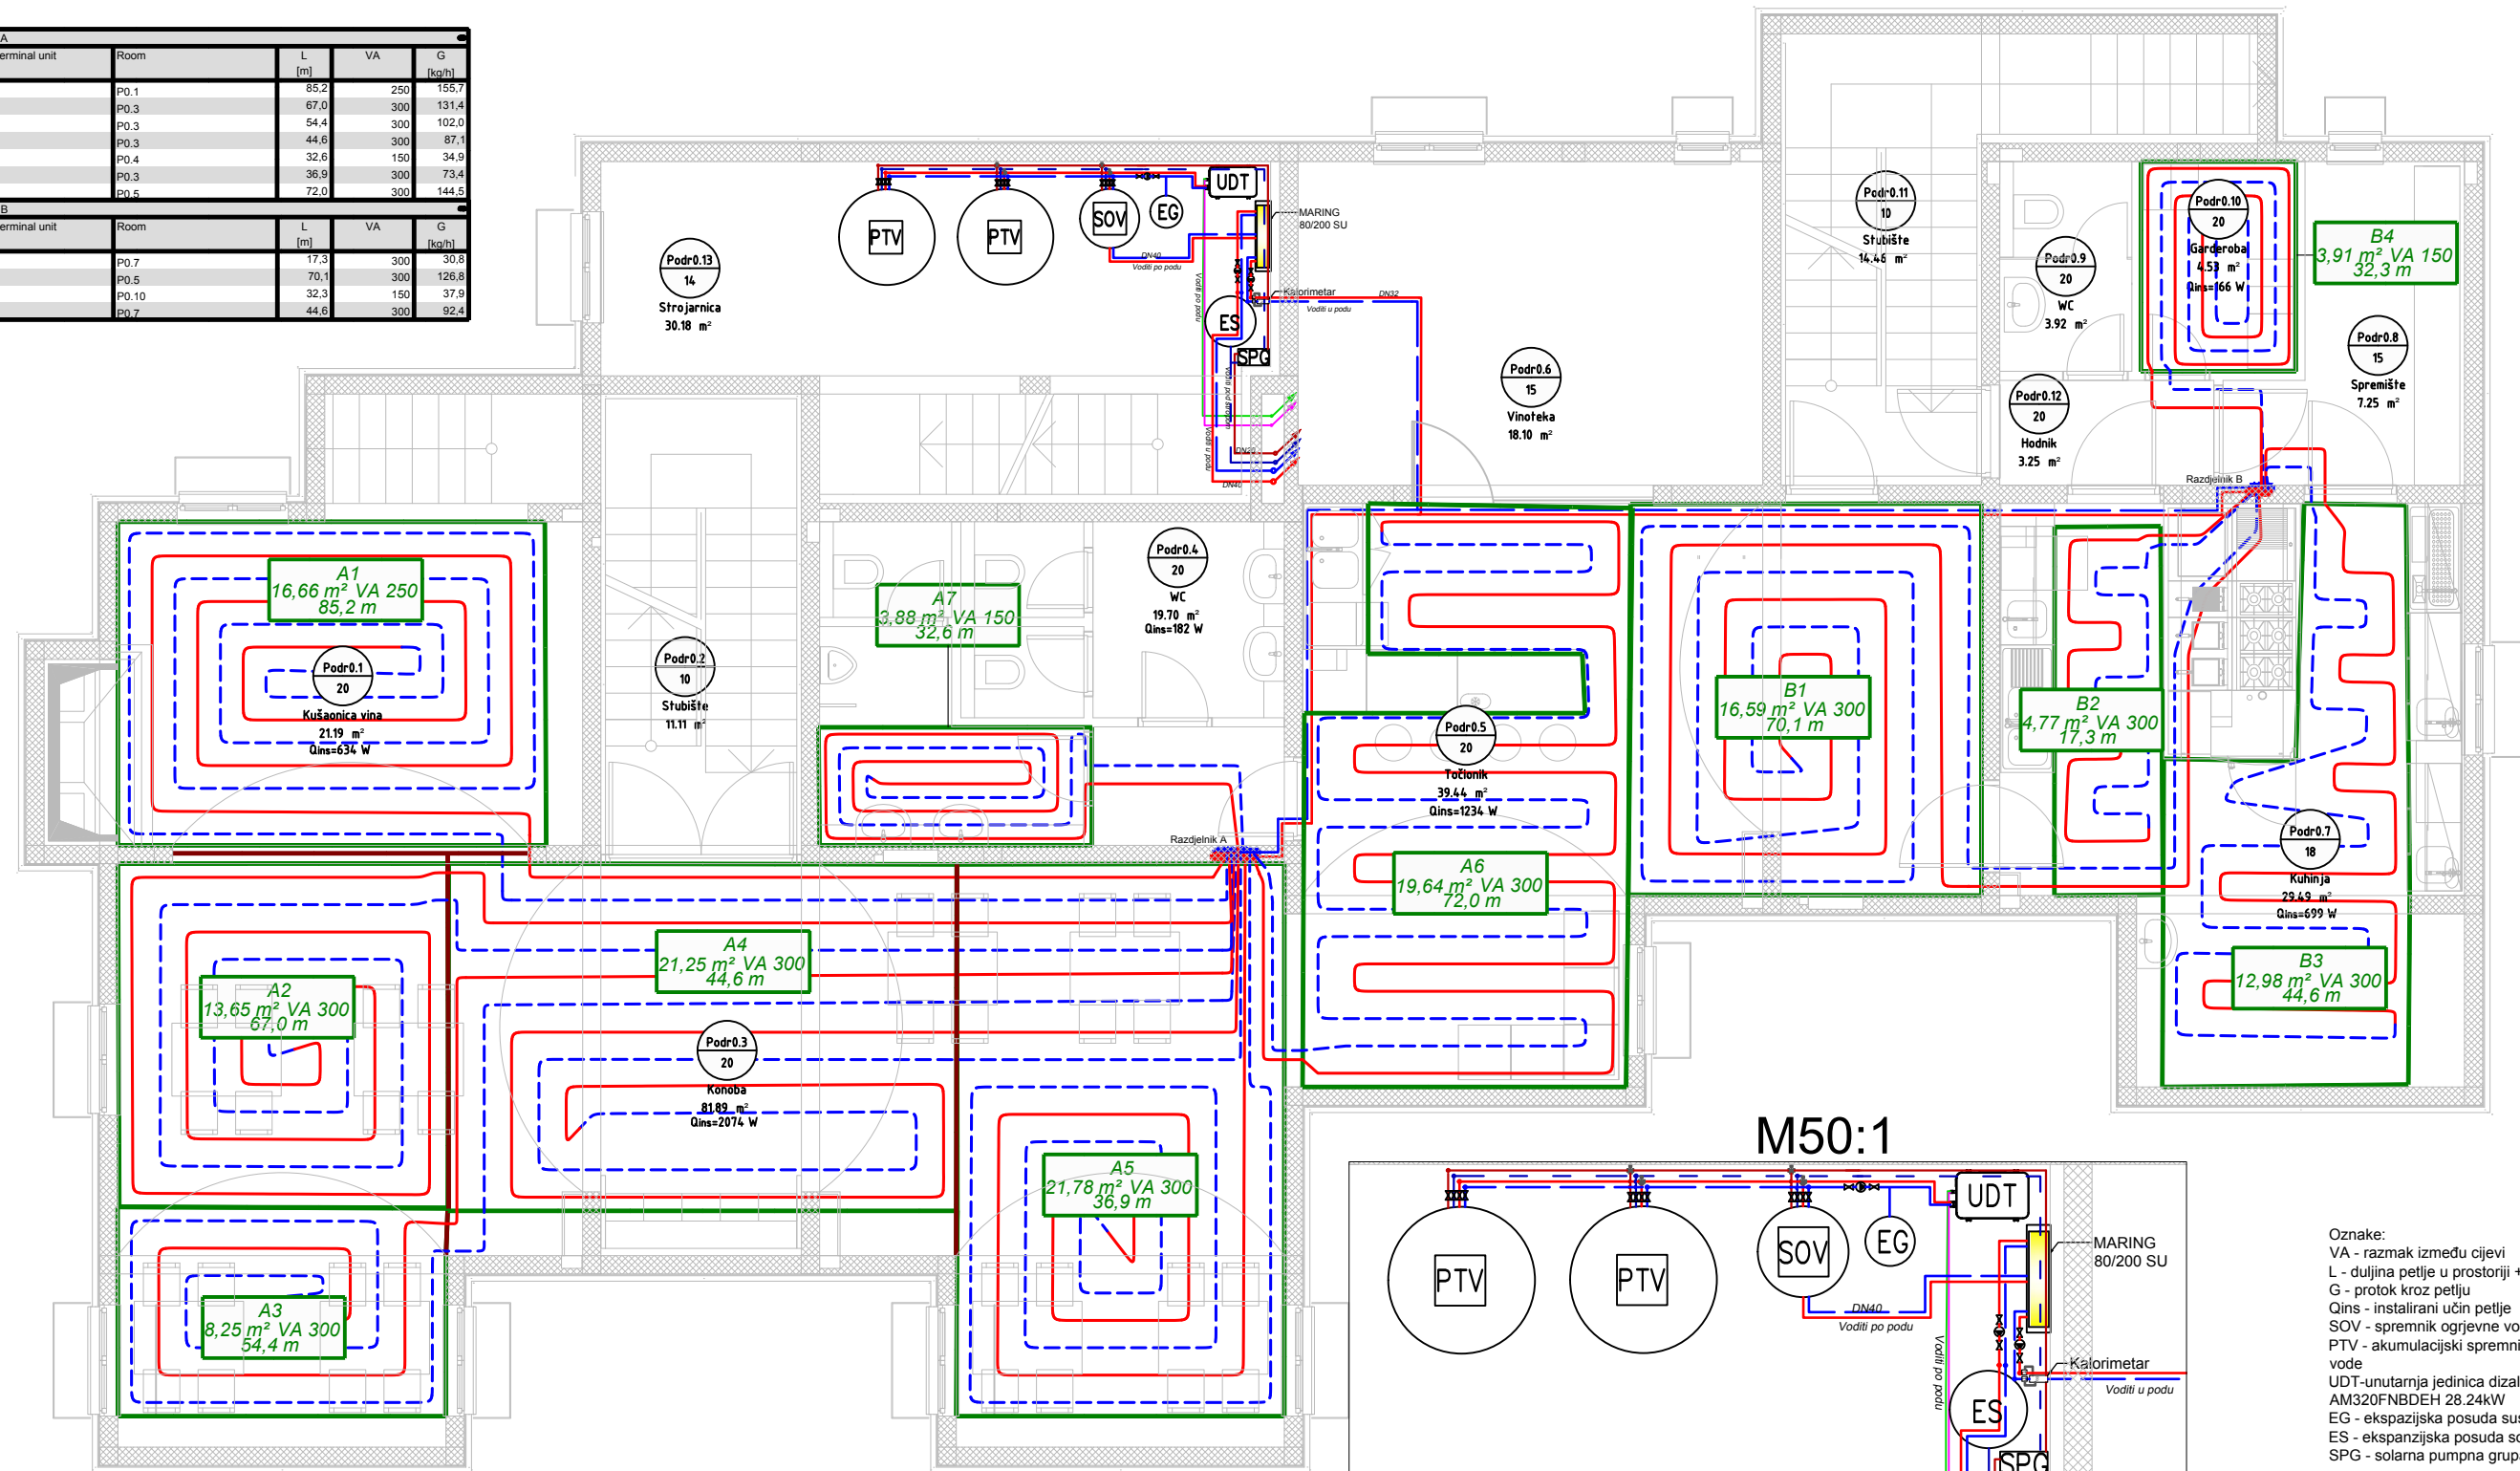 A
erminal unit Room L VA G
[m] [kg/h]
P0.1 85,2 250 155,7
P0.3 67,0 300 131,4
P0.3 54,4 300 102,0
P0.3 44,6 300 87,1
P0.4 32,6 150 34,9
P0.3 36,9 300 73,4
P0.5 72,0 300 144,5
B
erminal unit Room L VA G
[m] [kg/h]
P0.7 17,3 300 30,8
P0.5 70,1 300 126,8
P0.10 32,3 150 37,9
P0.7 44,6 300 92,4
Podr0.13
14
Strojarnica
30.18 m²
PTV
PTV
SOV
EG
UDT
MARING
80/200 SU
DN40
Voditi po podu
Voditi po podu
Kalorimetar
DN32
Voditi u podu
ES
SPG
Voditi pod stropom
Voditi u podu
DN20
DN40
Podr0.6
15
Vinoteka
18.10 m²
Podr0.11
10
Stubište
14.46 m²
Podr0.9
20
WC
3.92 m²
Podr0.10
20
Garderoba
4.53 m²
Qins=166 W
B4
3,91 m² VA 150
32,3 m
Podr0.8
15
Spremište
7.25 m²
Podr0.12
20
Hodnik
3.25 m²
Razdjelnik B
A1
16,66 m² VA 250
85,2 m
Podr0.1
20
Kušaonica vina
21.19 m²
Qins=634 W
Podr0.2
10
Stubište
11.11 m²
A7
3,88 m² VA 150
32,6 m
Podr0.4
20
WC
19.70 m²
Qins=182 W
Razdjelnik A
Podr0.5
20
Točionik
39.44 m²
Qins=1234 W
A6
19,64 m² VA 300
72,0 m
B1
16,59 m² VA 300
70,1 m
B2
4,77 m² VA 300
17,3 m
Podr0.7
18
Kuhinja
29.49 m²
Qins=699 W
B3
12,98 m² VA 300
44,6 m
A2
13,65 m² VA 300
67,0 m
A4
21,25 m² VA 300
44,6 m
Podr0.3
20
Konoba
81.89 m²
Qins=2074 W
A5
21,78 m² VA 300
36,9 m
A3
8,25 m² VA 300
54,4 m
M50:1
PTV
PTV
SOV
EG
UDT
MARING
80/200 SU
DN40
Voditi po podu
Voditi po podu
Kalorimetar
Voditi u podu
ES
SPG
Oznake:
VA - razmak između cijevi
L - duljina petlje u prostoriji +
G - protok kroz petlju
Qins - instalirani učin petlje
SOV - spremnik ogrjevne vo
PTV - akumulacijski spremni
vode
UDT-unutarnja jedinica dizal
AM320FNBDEH 28.24kW
EG - ekspazijska posuda sus
ES - ekspanzijska posuda so
SPG - solarna pumpna grup